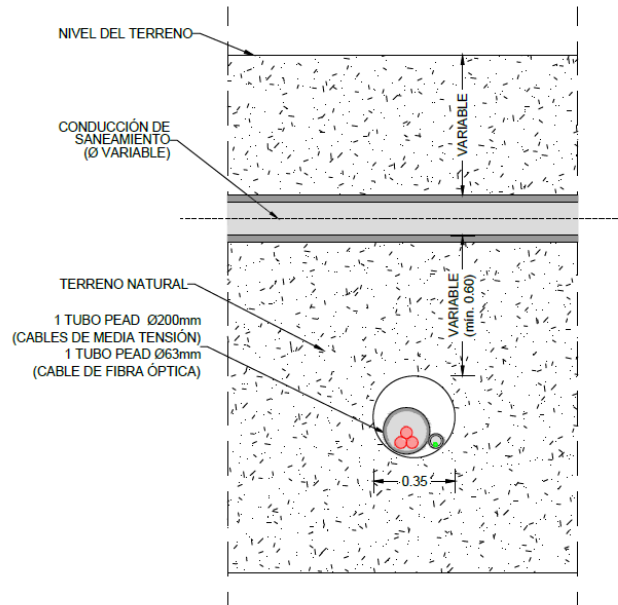 NIVEL DEL TERRENO
VARIABLE
CONDUCCIÓN DE
SANEAMIENTO
(Ø VARIABLE)
TERRENO NATURAL
VARIABLE
(mín. 0.60)
1 TUBO PEAD Ø200mm
(CABLES DE MEDIA TENSIÓN)
1 TUBO PEAD Ø63mm
(CABLE DE FIBRA ÓPTICA)
0.35